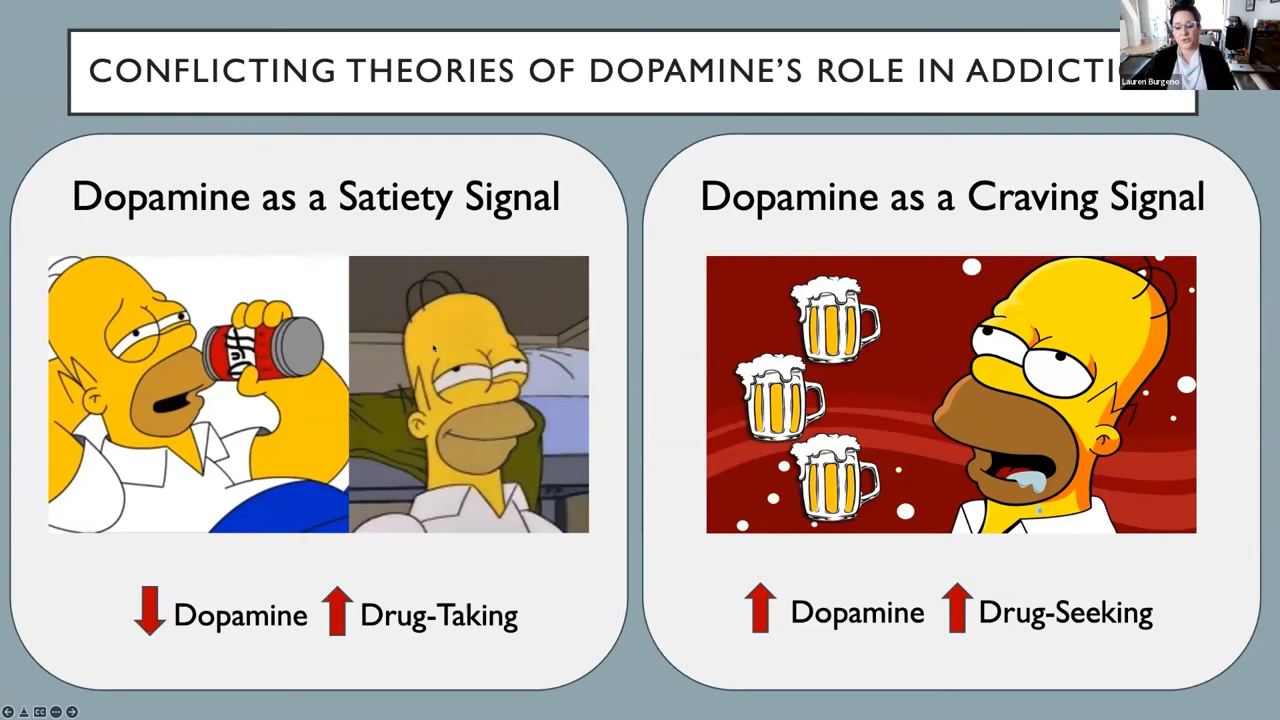 CONFLICTING THEORIES OF DOPAMINE'S ROLE IN ADDICTI
Lauren Burgeno
Dopamine as a Satiety Signal
Duff
Dopamine Drug-Taking
Dopamine as a Craving Signal
Dopamine Drug-Seeking